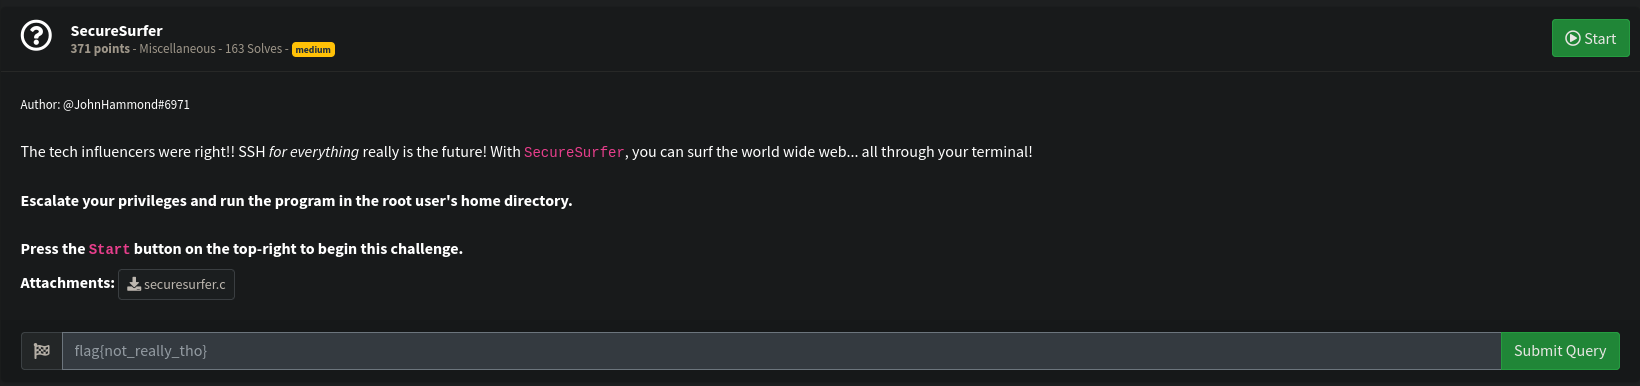 SecureSurfer
371 points - Miscellaneous - 163 Solves - medium
Start
Author: @JohnHammond#6971
The tech influencers were right!! SSH for everything really is the future! With SecureSurfer, you can surf the world wide web... all through your terminal!
Escalate your privileges and run the program in the root user's home directory.
Press the Start button on the top-right to begin this challenge.
Attachments: securesurfer.c
flag{not_really_tho} Submit Query